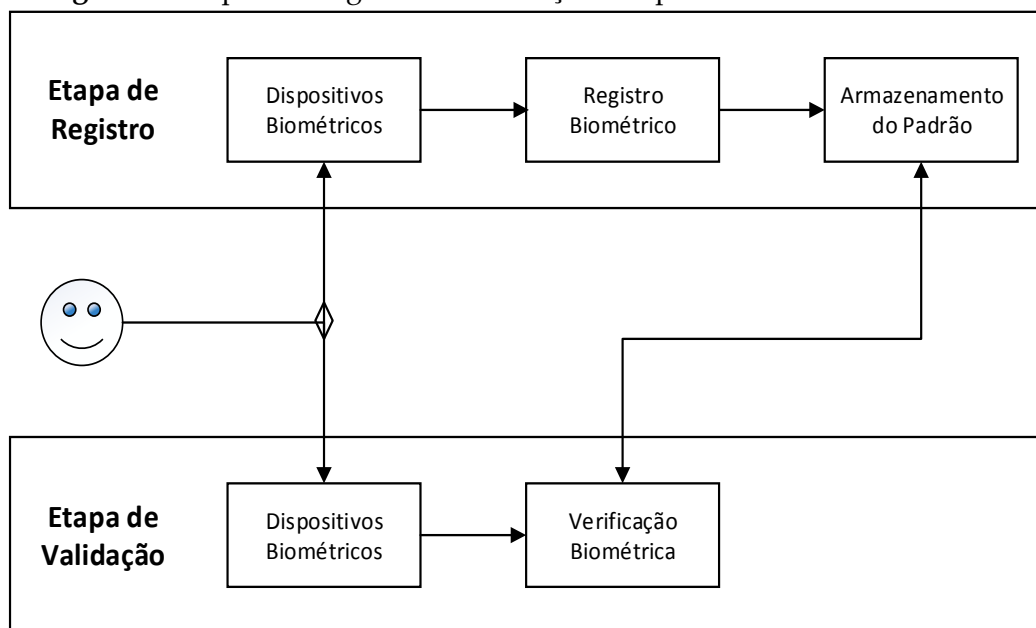 Etapa de
Registro
Dispositivos
Biométricos
Registro
Biométrico
Armazenamento
do Padrão
Etapa de
Validação
Dispositivos
Biométricos
Verificação
Biométrica